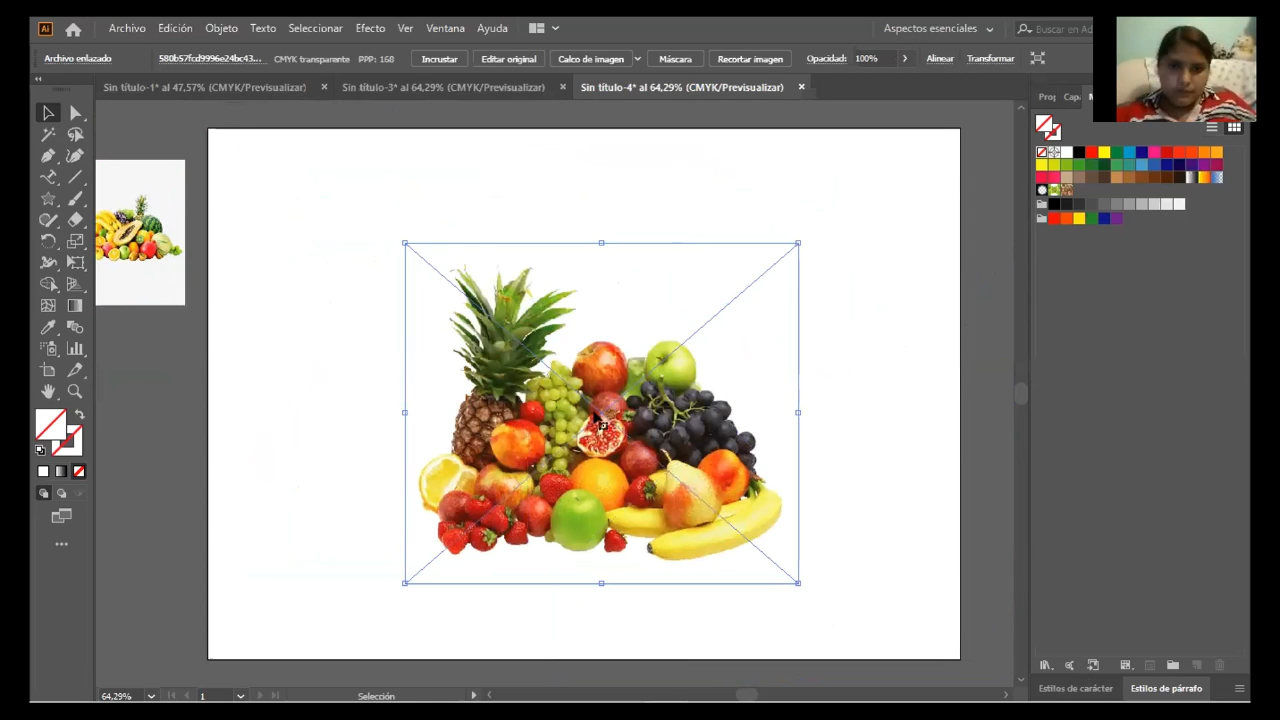 Ai Archivo Edición Objeto Texto Seleccionar Efecto Ver Ventana Ayuda Aspectos esenciales Buscar en Ad
Archivo enlazado 580b57fcd9996e24bc43... CMYK transparente PPP: 168 Incrustar Editar original Calco de imagen Máscara Recortar imagen Opacidad: 100% Alinear Transformar
Sin título-1* al 47,57% (CMYK/Previsualizar) Sin título-3* al 64,29% (CMYK/Previsualizar) Sin título-4* al 64,29% (CMYK/Previsualizar)
Prop Capa M
64,29% 1 Selección
Estilos de carácter Estilos de párrafo